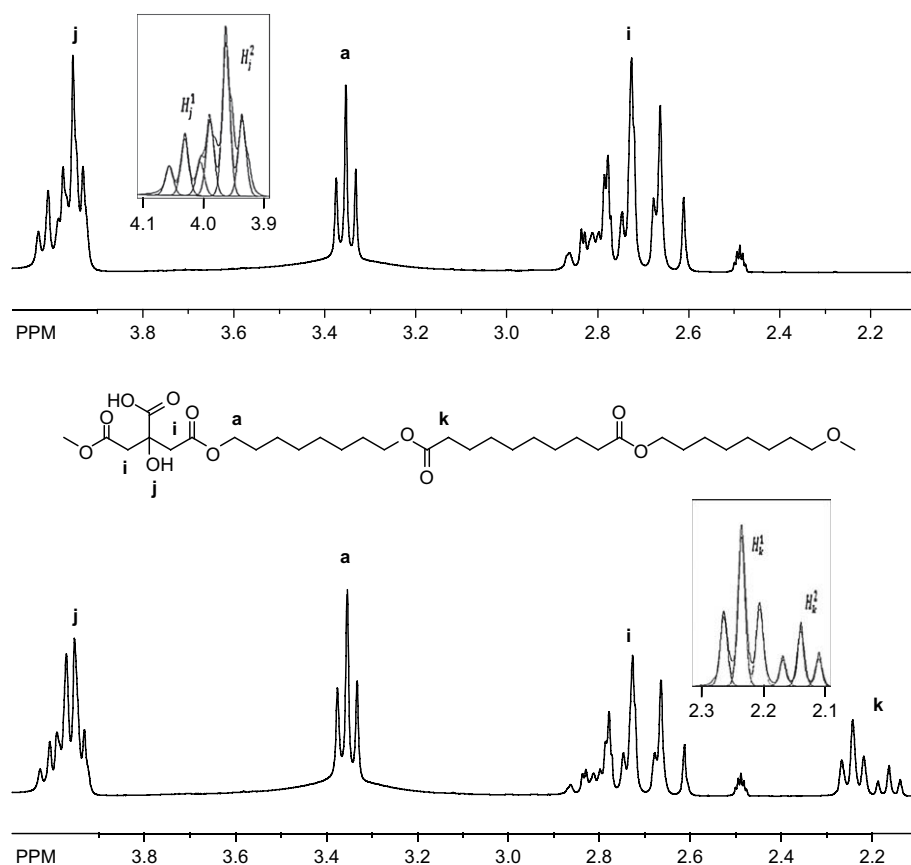 j
a
i
H_j^1
H_j^2
4.1 4.0 3.9
PPM 3.8 3.6 3.4 3.2 3.0 2.8 2.6 2.4 2.2
HO O
O O
i
a
k
O
O
O
O
O
i
OH
j
O
O
O
j
a
i
k
H_k^1
H_k^2
2.3 2.2 2.1
PPM 3.8 3.6 3.4 3.2 3.0 2.8 2.6 2.4 2.2